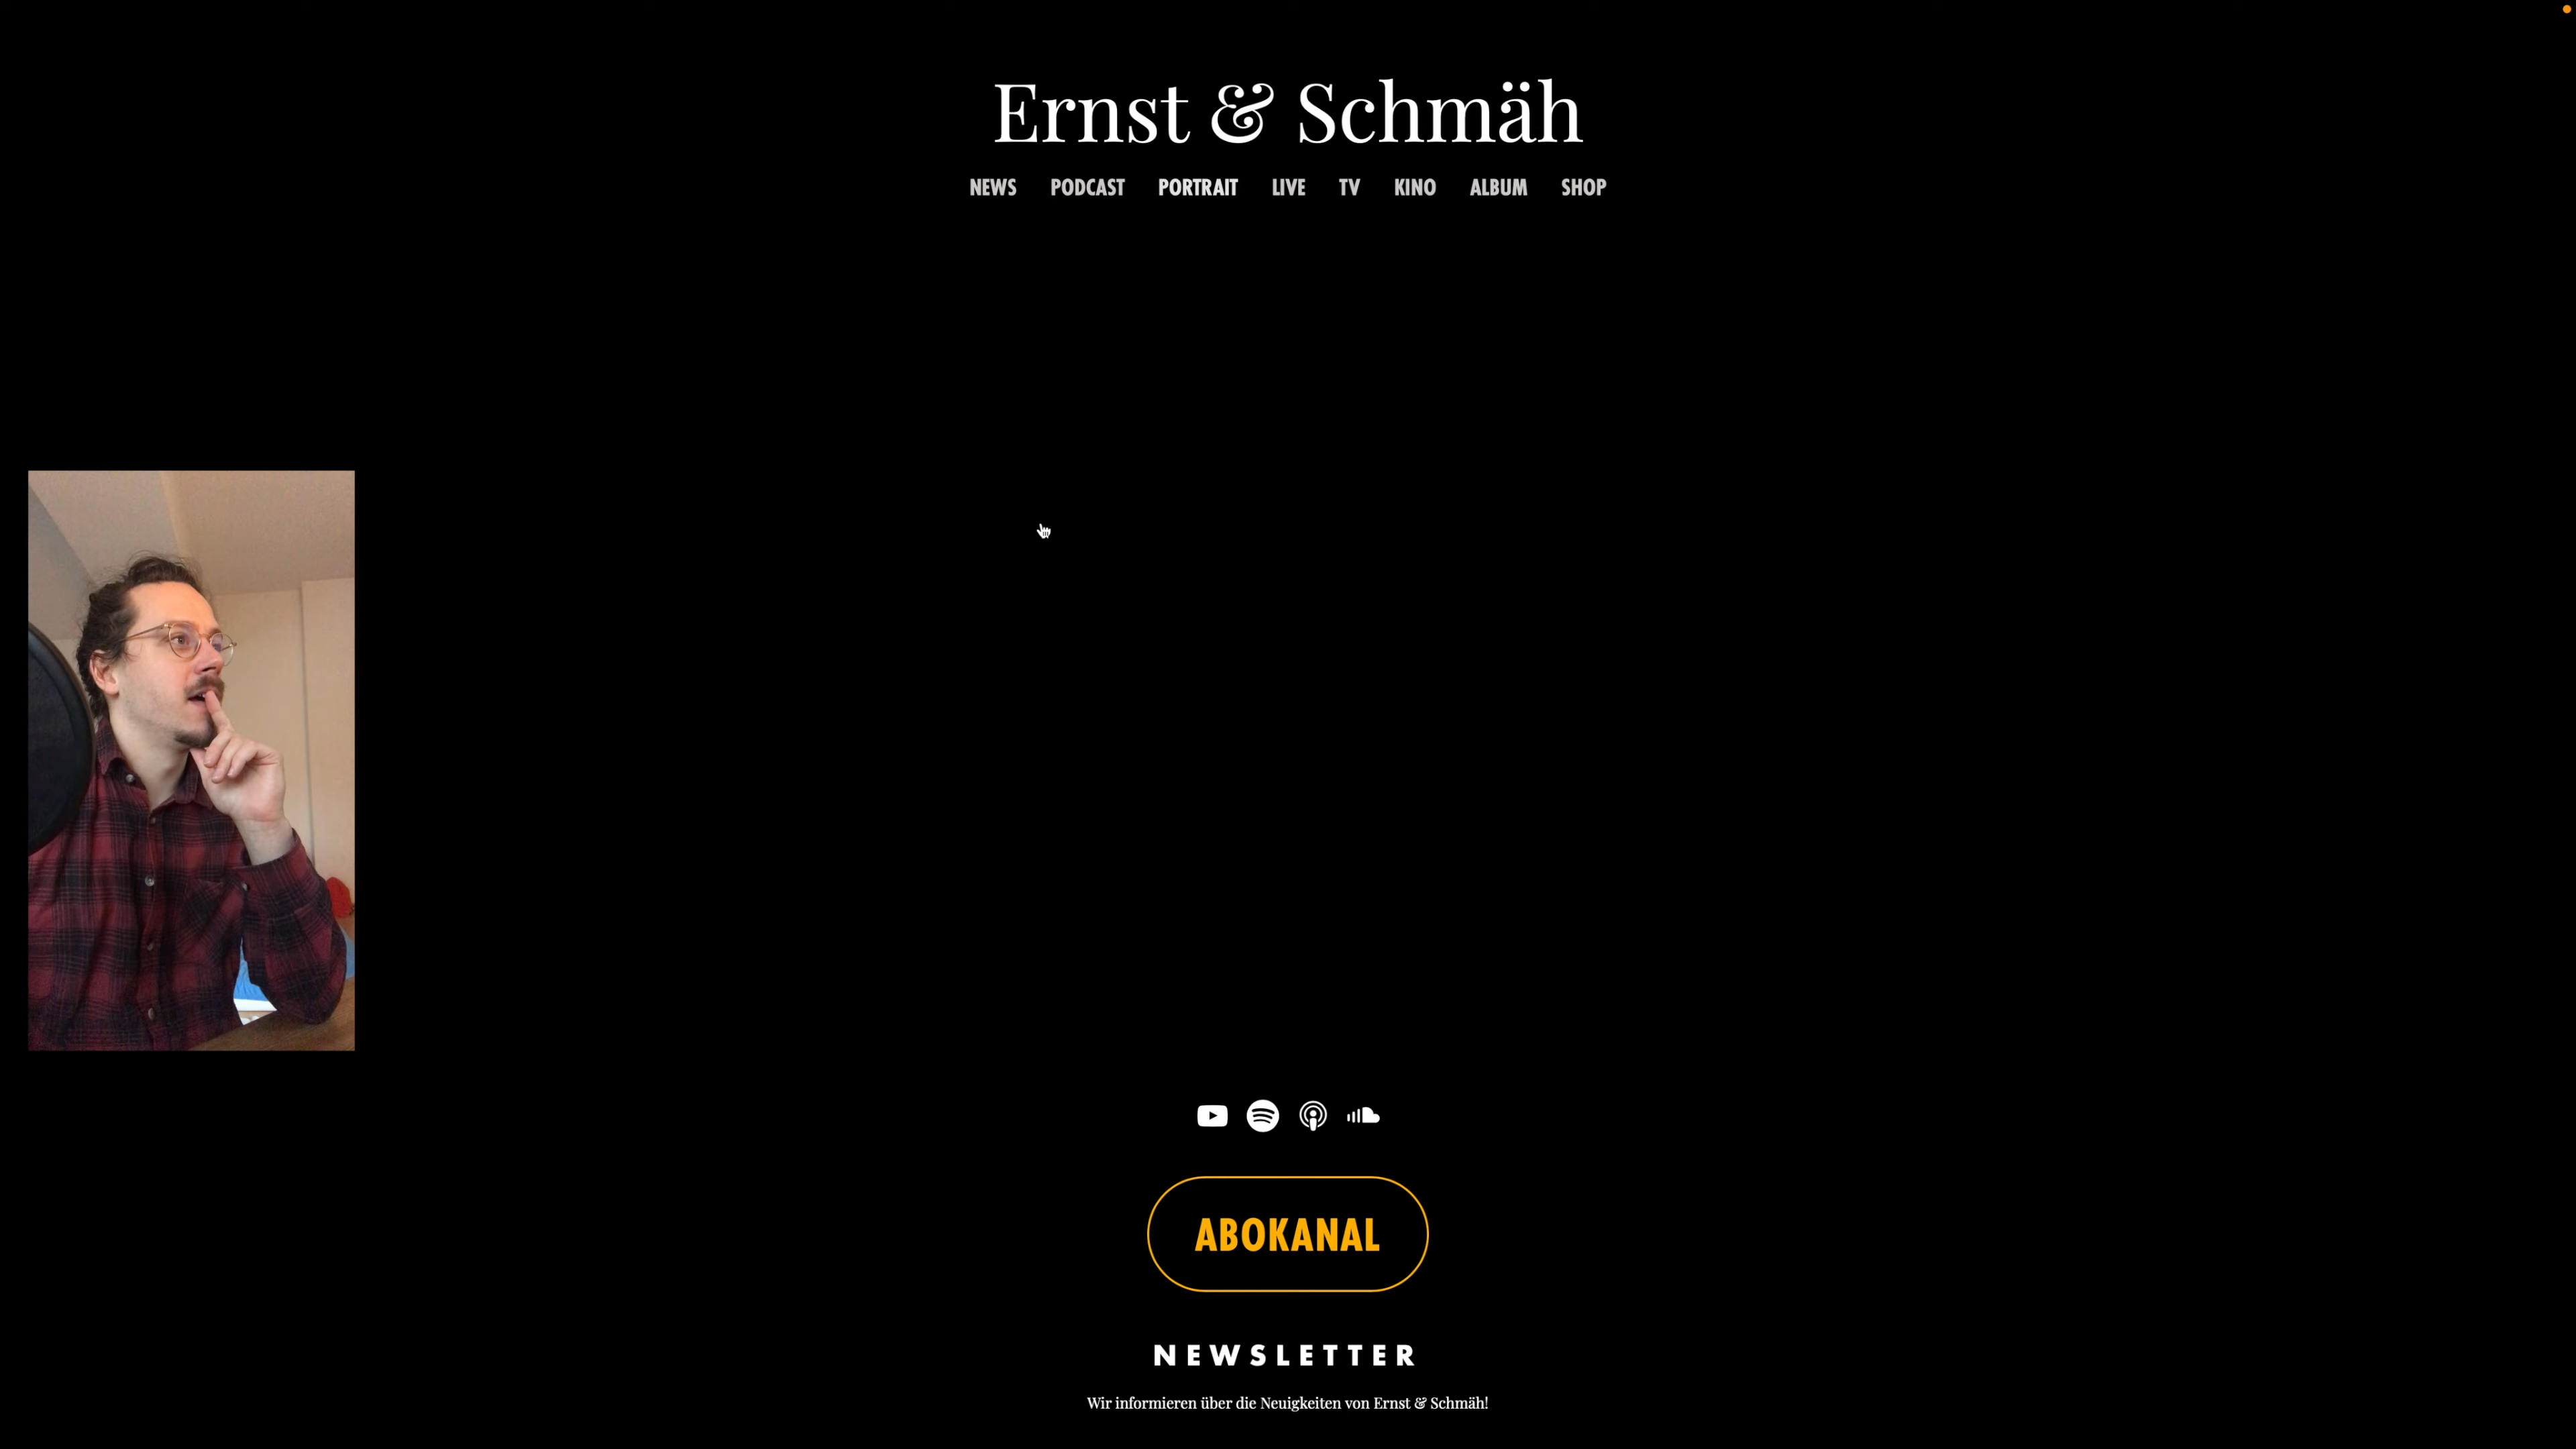 Ernst & Schmäh
NEWS PODCAST PORTRAIT LIVE TV KINO ALBUM SHOP
ABOKANAL
NEWSLETTER
Wir informieren über die Neuigkeiten von Ernst & Schmäh!